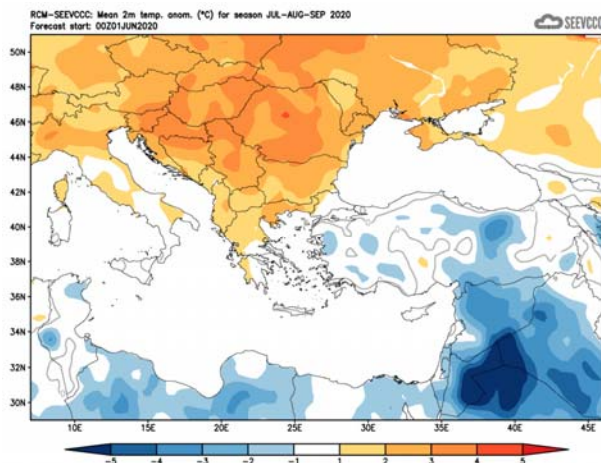 RCM-SEEVCCC: Mean 2m temp. anom. (°C) for season JUL-AUG-SEP 2020
Forecast start: 00Z01JUN2020
SEEVCCC
50N
48N
46N
44N
42N
40N
38N
36N
34N
32N
30N
10E 15E 20E 25E 30E 35E 40E 45E
-5 -4 -3 -2 -1 1 2 3 4 5